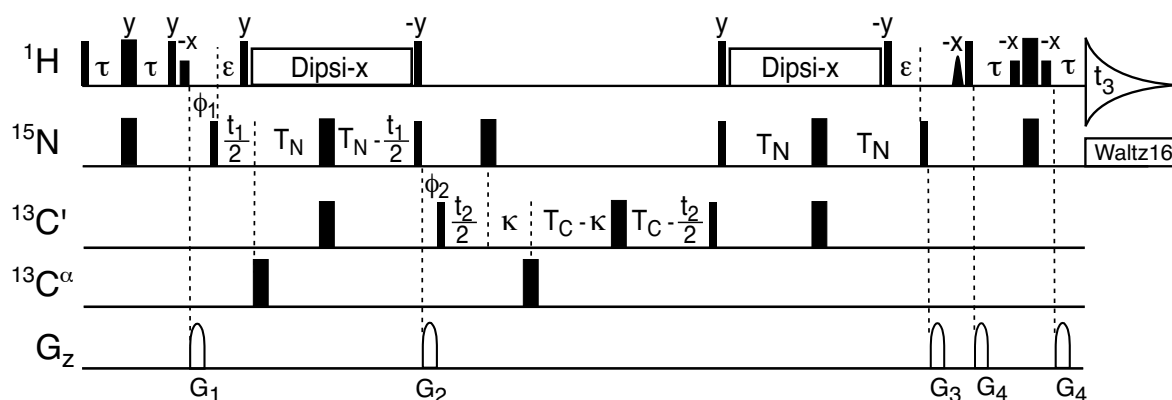 y y -x y -y y -y -x -x -x
¹H τ τ ε Dipsi-x Dipsi-x ε τ τ t₃
ϕ₁
¹⁵N t₁/2 T_N T_N - t₁/2 T_N T_N Waltz16
ϕ₂
¹³C' t₂/2 κ T_C - κ T_C - t₂/2
¹³Cᵅ
G_z
G₁ G₂ G₃ G₄ G₄